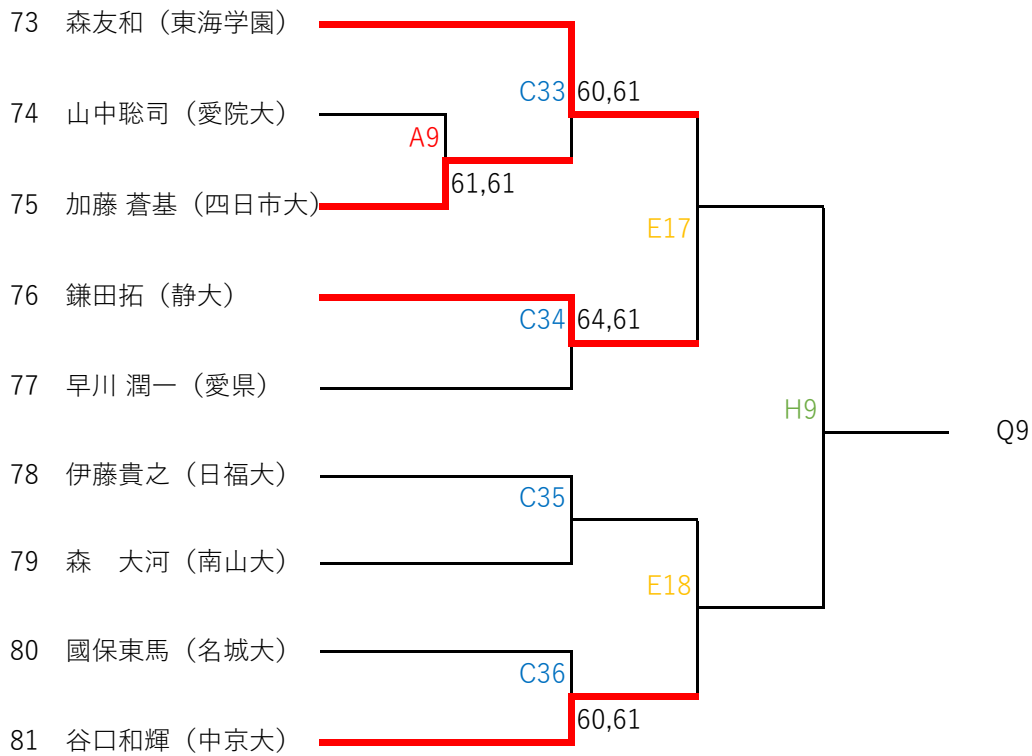 73 森友和（東海学園）
C33 60,61
74 山中聡司（愛院大）
A9
61,61
75 加藤 蒼基（四日市大）
E17
76 鎌田拓（静大）
C34 64,61
77 早川 潤一（愛県）
H9
Q9
78 伊藤貴之（日福大）
C35
79 森　大河（南山大）
E18
80 國保東馬（名城大）
C36
60,61
81 谷口和輝（中京大）